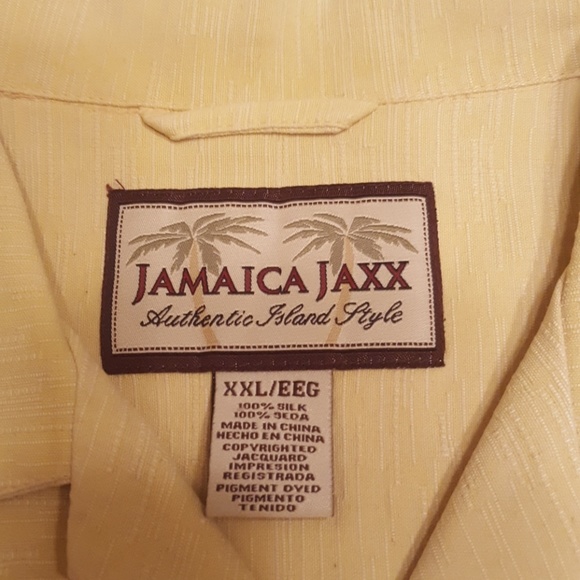 JAMAICA JAXX
Authentic Island Style
XXL/EEG
100% SILK
100% SEDA
MADE IN CHINA
HECHO EN CHINA
COPYRIGHTED
JACQUARD
IMPRESION
REGISTRADA
PIGMENT DYED
PIGMENTO
TENIDO